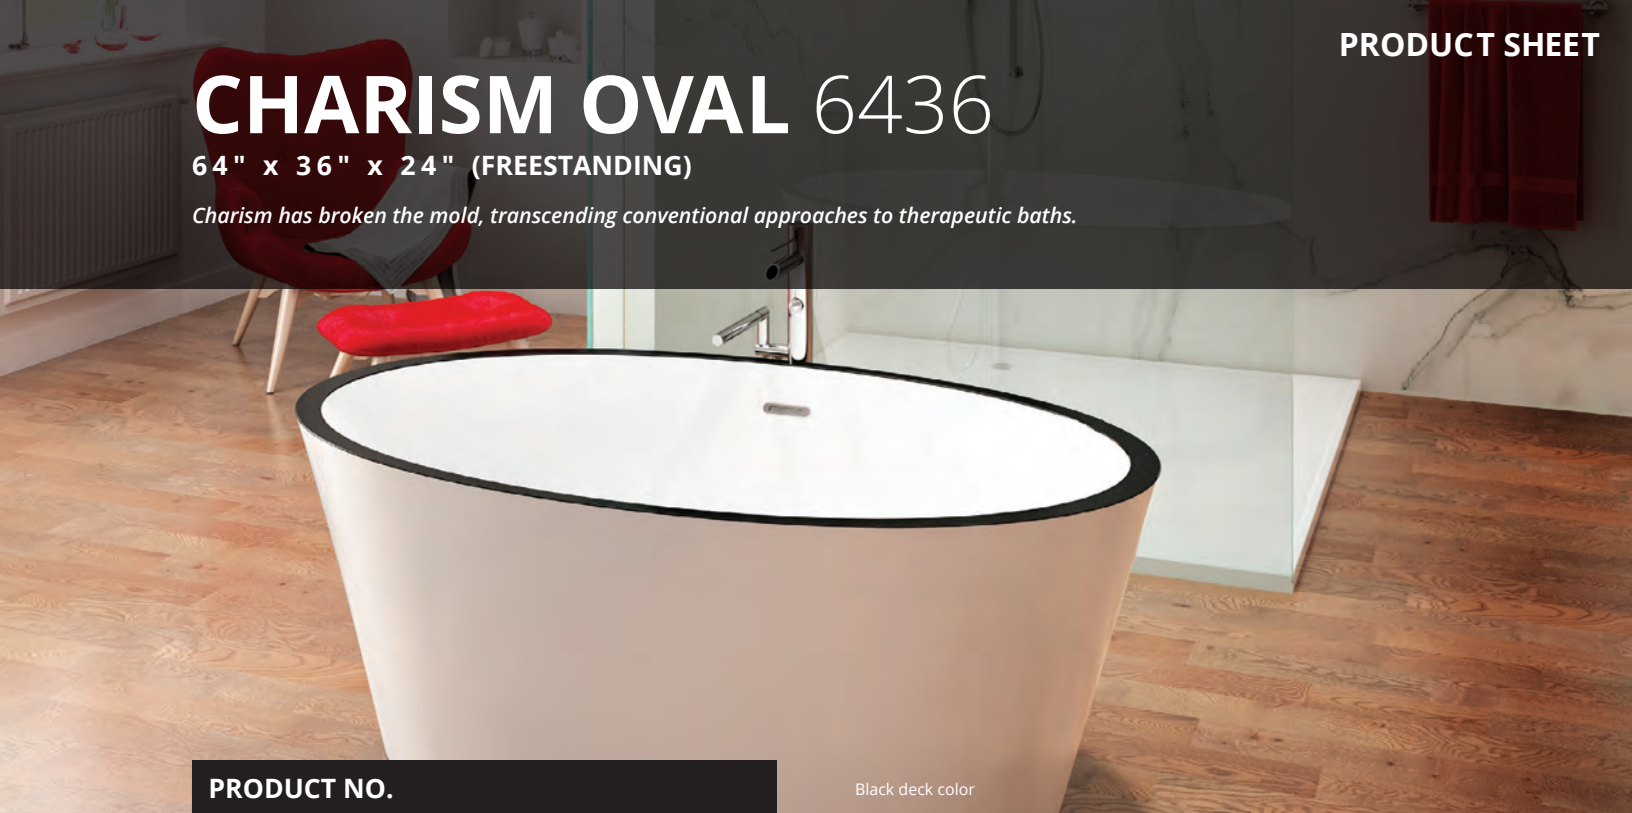 PRODUCT SHEET
CHARISM OVAL 6436
64" x 36" x 24" (FREESTANDING)
Charism has broken the mold, transcending conventional approaches to therapeutic baths.
PRODUCT NO.
Black deck color